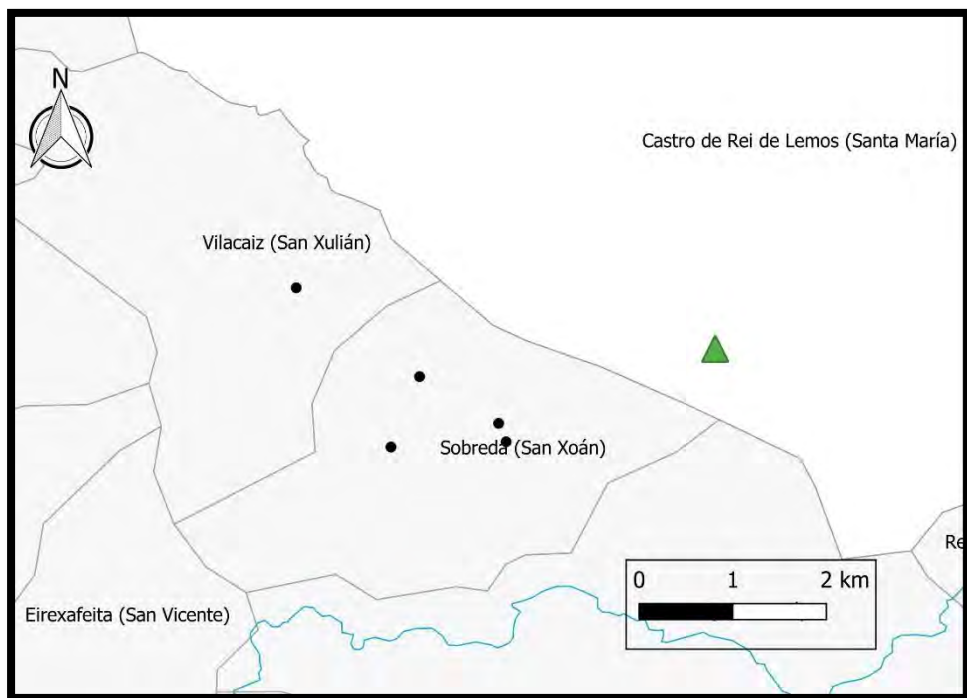 N
Castro de Rei de Lemos (Santa María)
Vilacaiz (San Xulián)
Sobreda (San Xoán)
Re
0 1 2 km
Eirexafeita (San Vicente)